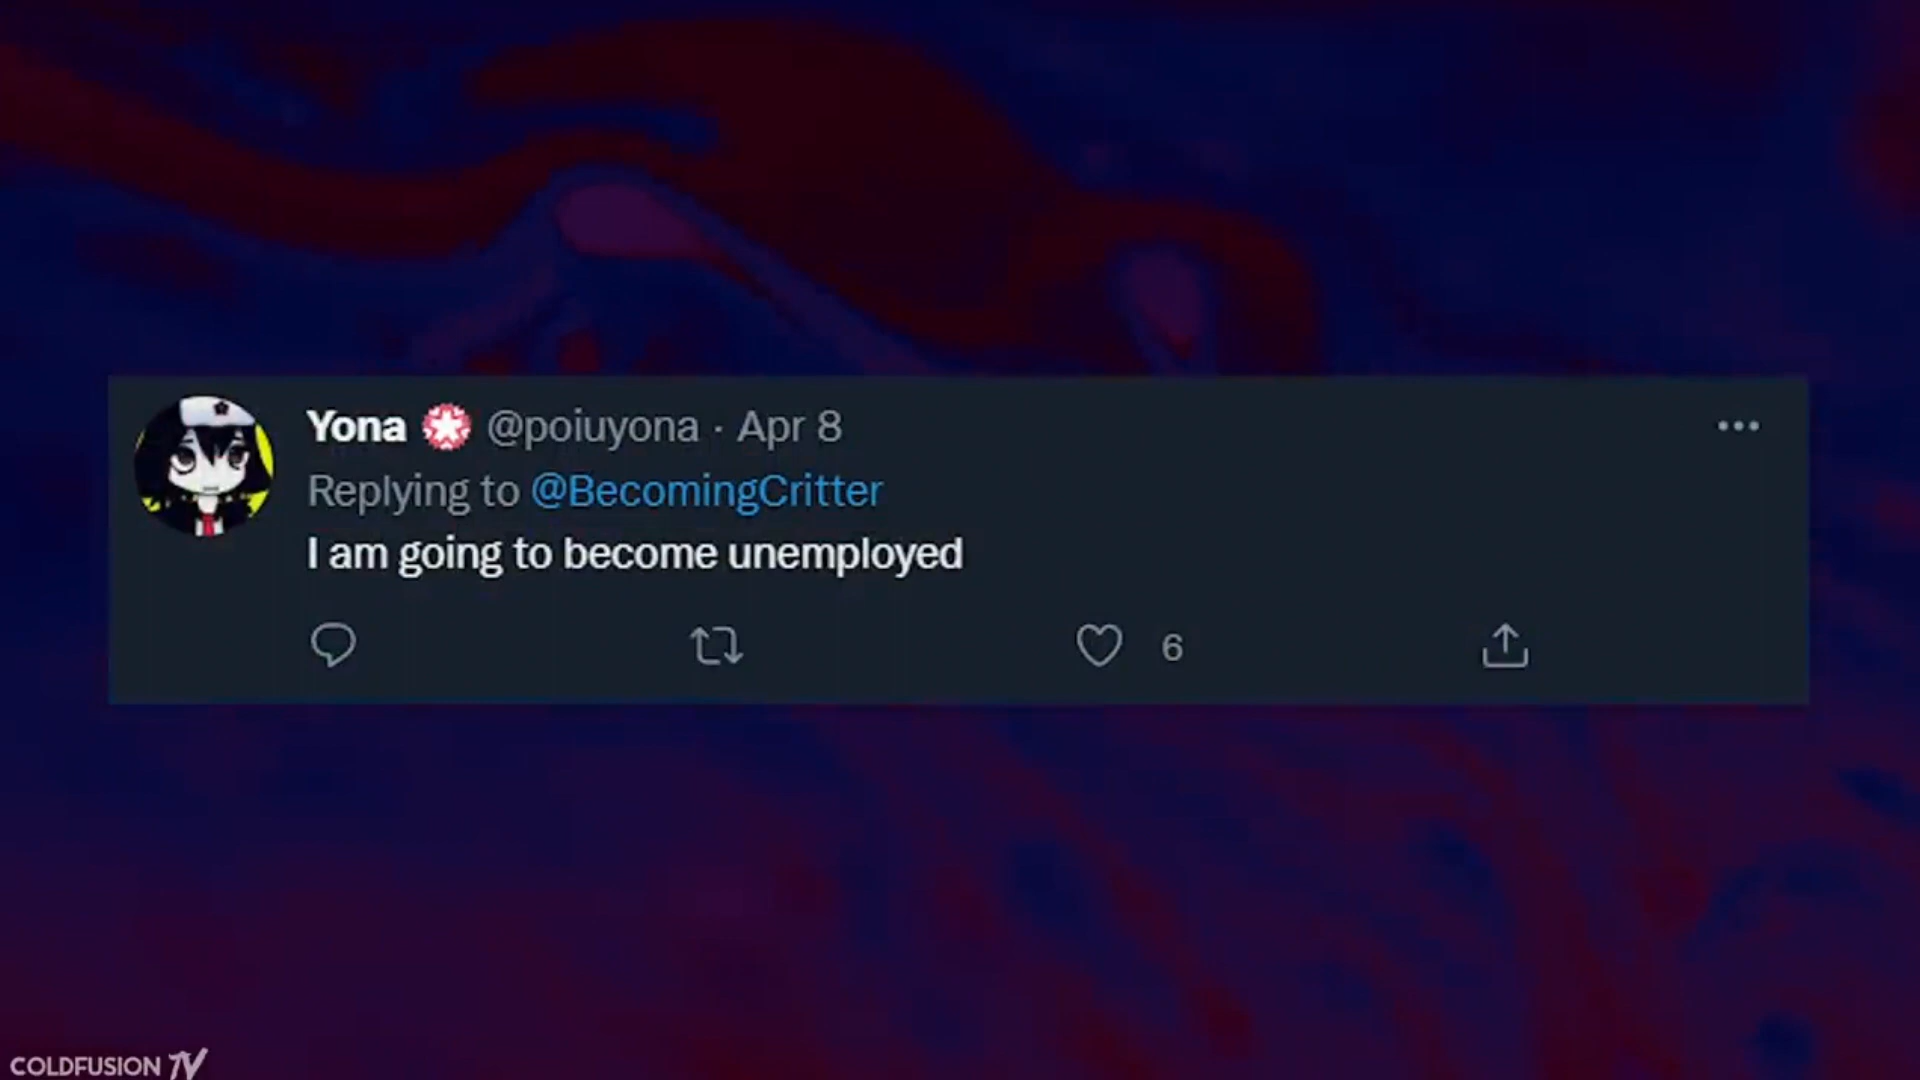 Yona @poiuyona · Apr 8
Replying to @BecomingCritter
I am going to become unemployed
6
COLDFUSION TV